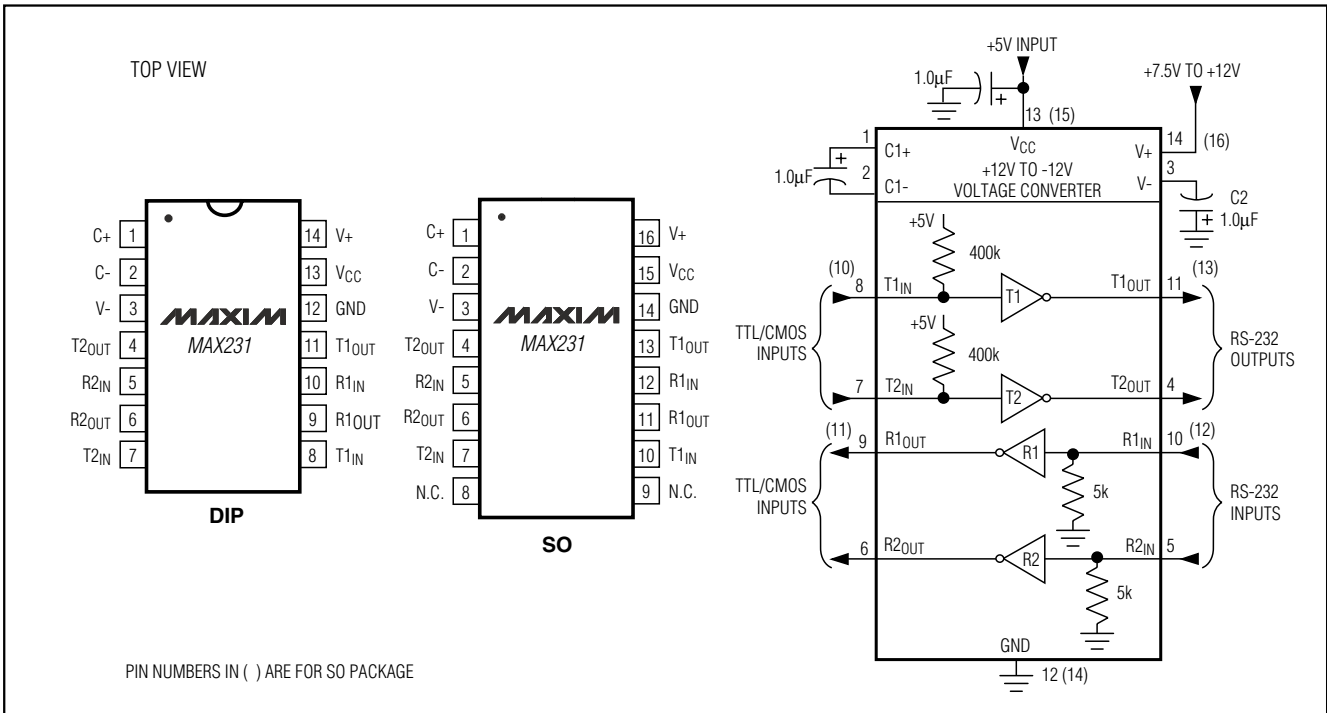 TOP VIEW
C+ 1
C- 2
V- 3
T2OUT 4
R2IN 5
R2OUT 6
T2IN 7
14 V+
13 VCC
12 GND
11 T1OUT
10 R1IN
9 R1OUT
8 T1IN
MAXIM
MAX231
DIP
C+ 1
C- 2
V- 3
T2OUT 4
R2IN 5
R2OUT 6
T2IN 7
N.C. 8
16 V+
15 VCC
14 GND
13 T1OUT
12 R1IN
11 R1OUT
10 T1IN
9 N.C.
MAXIM
MAX231
SO
PIN NUMBERS IN ( ) ARE FOR SO PACKAGE
+5V INPUT
1.0µF
+
+7.5V TO +12V
13 (15)
VCC
1
C1+
+
1.0µF
2
C1-
+12V TO -12V
VOLTAGE CONVERTER
14 (16)
V+
3
V-
C2
+ 1.0µF
+5V
400k
(10)
8 T1IN
T1
T1OUT 11 (13)
+5V
400k
TTL/CMOS
INPUTS
RS-232
OUTPUTS
7 T2IN
T2
T2OUT 4
(11) 9 R1OUT
R1
R1IN 10 (12)
5k
TTL/CMOS
INPUTS
RS-232
INPUTS
6 R2OUT
R2
R2IN 5
5k
GND
12 (14)